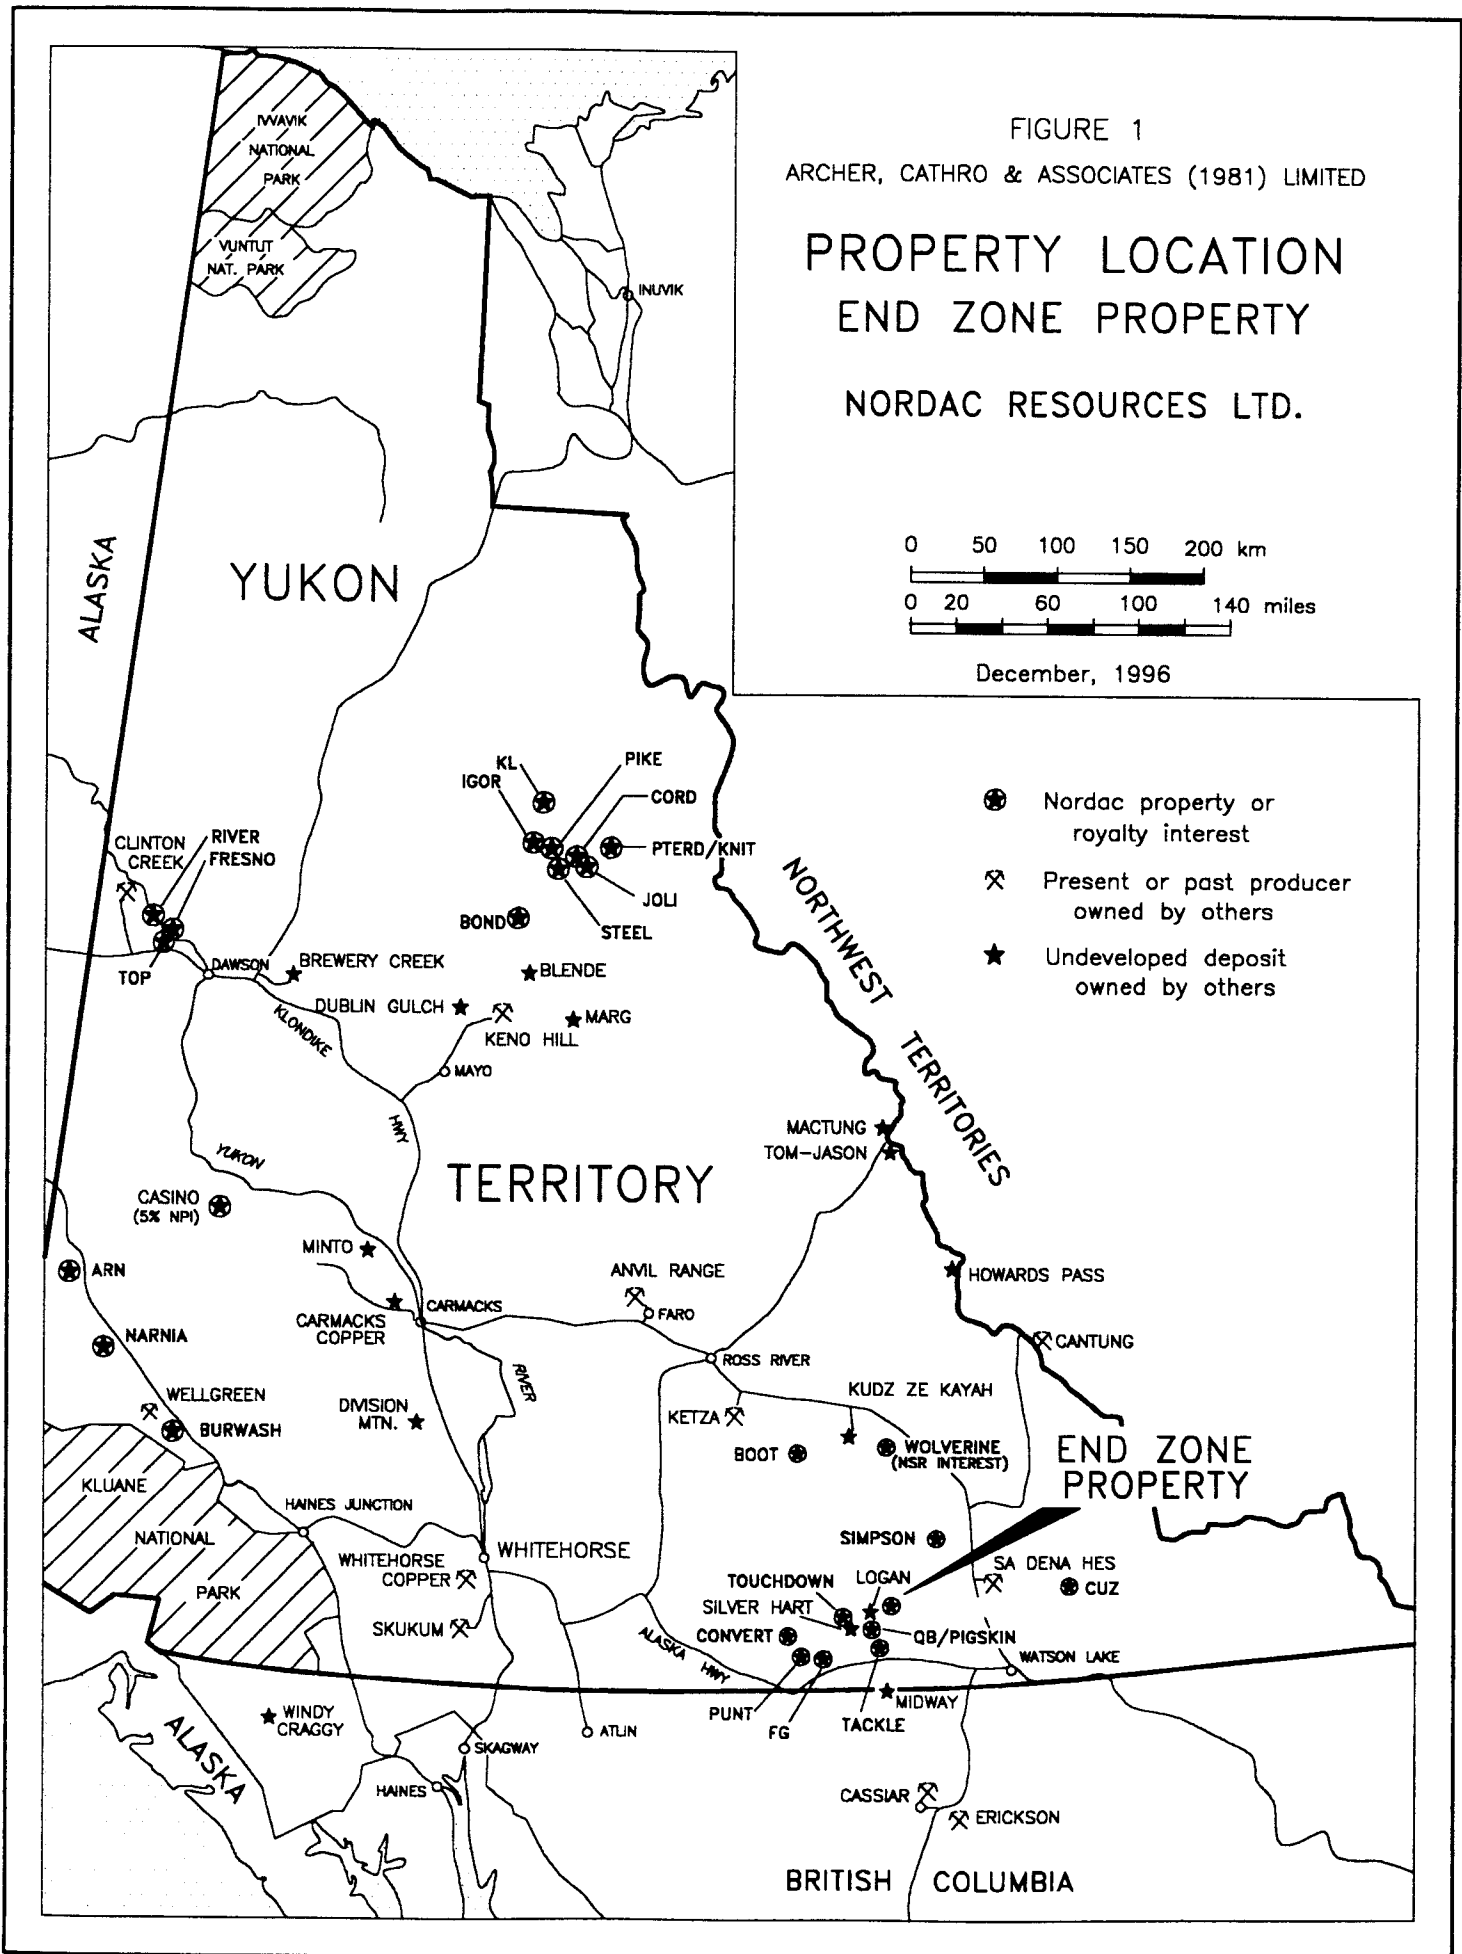 FIGURE 1
ARCHER, CATHRO & ASSOCIATES (1981) LIMITED
PROPERTY LOCATION
END ZONE PROPERTY
NORDAC RESOURCES LTD.
0 50 100 150 200 km
0 20 60 100 140 miles
December, 1996
Nordac property or
royalty interest
Present or past producer
owned by others
Undeveloped deposit
owned by others
IVVAVIK
NATIONAL
PARK
VUNTUT
NAT. PARK
INUVIK
ALASKA
YUKON
KL
IGOR
PIKE
CORD
PTERD/KNIT
JOLI
STEEL
BOND
CLINTON
CREEK
RIVER
FRESNO
TOP
DAWSON
BREWERY CREEK
BLENDE
DUBLIN GULCH
KENO HILL
MARG
KLONDIKE
HWY
MAYO
NORTHWEST TERRITORIES
MACTUNG
TOM-JASON
YUKON
TERRITORY
CASINO
(5% NPI)
MINTO
ARN
CARMACKS
COPPER
CARMACKS
ANVIL RANGE
FARO
HOWARDS PASS
CANTUNG
NARNIA
ROSS RIVER
RIVER
WELLGREEN
BURWASH
DIVISION
MTN.
KETZA
KUDZ ZE KAYAH
BOOT
WOLVERINE
(NSR INTEREST)
END ZONE
PROPERTY
KLUANE
NATIONAL
PARK
HAINES JUNCTION
WHITEHORSE
WHITEHORSE
COPPER
SKUKUM
SIMPSON
SA DENA HES
CUZ
TOUCHDOWN
LOGAN
SILVER HART
CONVERT
QB/PIGSKIN
ALASKA HWY
WATSON LAKE
PUNT
FG
TACKLE
MIDWAY
WINDY
CRAGGY
ALASKA
SKAGWAY
ATLIN
HAINES
CASSIAR
ERICKSON
BRITISH COLUMBIA